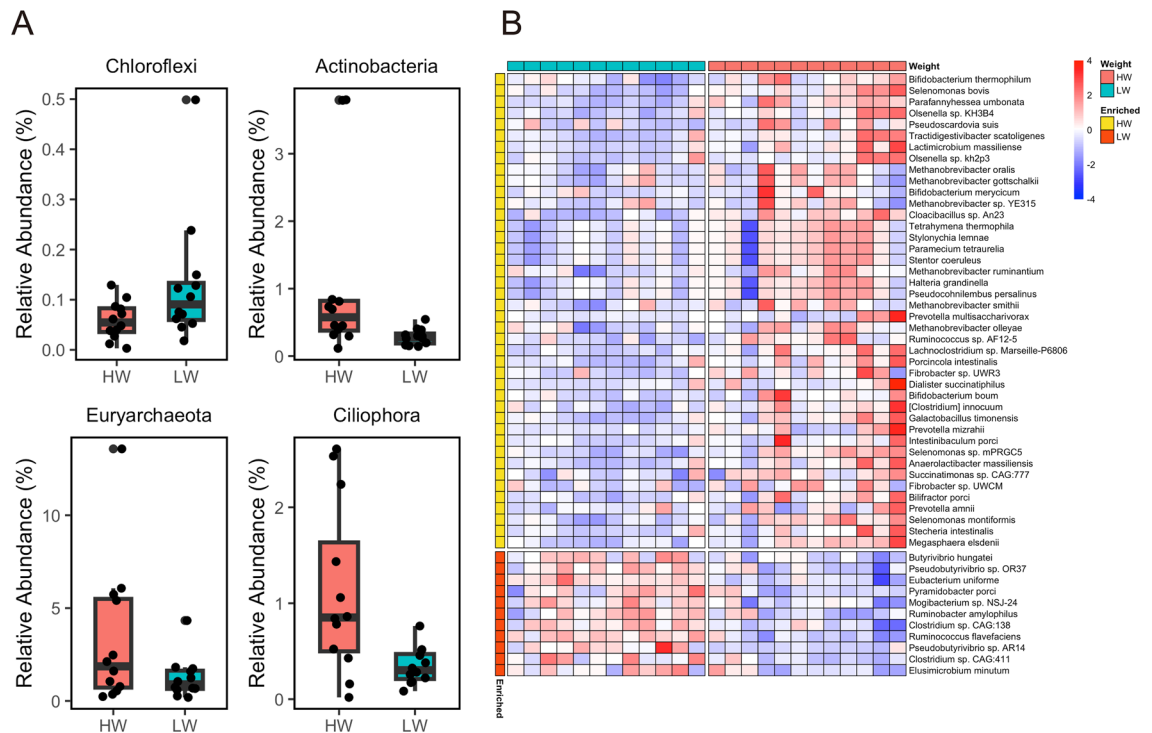 A
B
Chloroflexi
Actinobacteria
Relative Abundance (%)
0.5
0.4
0.3
0.2
0.1
0.0
HW
LW
Relative Abundance (%)
3
2
1
0
HW
LW
Euryarchaeota
Ciliophora
Relative Abundance (%)
10
5
0
HW
LW
Relative Abundance (%)
2
1
0
HW
LW
Weight
Bifidobacterium thermophilum
Selenomonas bovis
Parafannyhessea umbonata
Olsenella sp. KH3B4
Pseudoscardovia suis
Tractidigestivibacter scatoligenes
Lactimicrobium massiliense
Olsenella sp. kh2p3
Methanobrevibacter oralis
Methanobrevibacter gottschalkii
Bifidobacterium merycicum
Methanobrevibacter sp. YE315
Cloacibacillus sp. An23
Tetrahymena thermophila
Stylonychia lemnae
Paramecium tetraurelia
Stentor coeruleus
Methanobrevibacter ruminantium
Halteria grandinella
Pseudocohnilembus persalinus
Methanobrevibacter smithii
Prevotella multisaccharivorax
Methanobrevibacter olleyae
Ruminococcus sp. AF12-5
Lachnoclostridium sp. Marseille-P6806
Porcincola intestinalis
Fibrobacter sp. UWR3
Dialister succinatiphilus
Bifidobacterium boum
[Clostridium] innocuum
Galactobacillus timonensis
Prevotella mizrahii
Intestinibaculum porci
Selenomonas sp. mPRGC5
Anaerolactibacter massiliensis
Succinatimonas sp. CAG:777
Fibrobacter sp. UWCM
Bilifractor porci
Prevotella amnii
Selenomonas montiformis
Stecheria intestinalis
Megasphaera elsdenii
Butyrivibrio hungatei
Pseudobutyrivibrio sp. OR37
Eubacterium uniforme
Pyramidobacter porci
Mogibacterium sp. NSJ-24
Ruminobacter amylophilus
Clostridium sp. CAG:138
Ruminococcus flavefaciens
Pseudobutyrivibrio sp. AR14
Clostridium sp. CAG:411
Elusimicrobium minutum
Enriched
4
2
0
-2
-4
Weight
HW
LW
Enriched
HW
LW